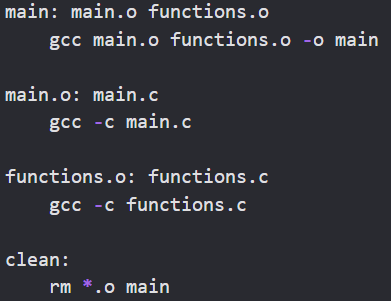 main: main.o functions.o
    gcc main.o functions.o -o main

main.o: main.c
    gcc -c main.c

functions.o: functions.c
    gcc -c functions.c

clean:
    rm *.o main